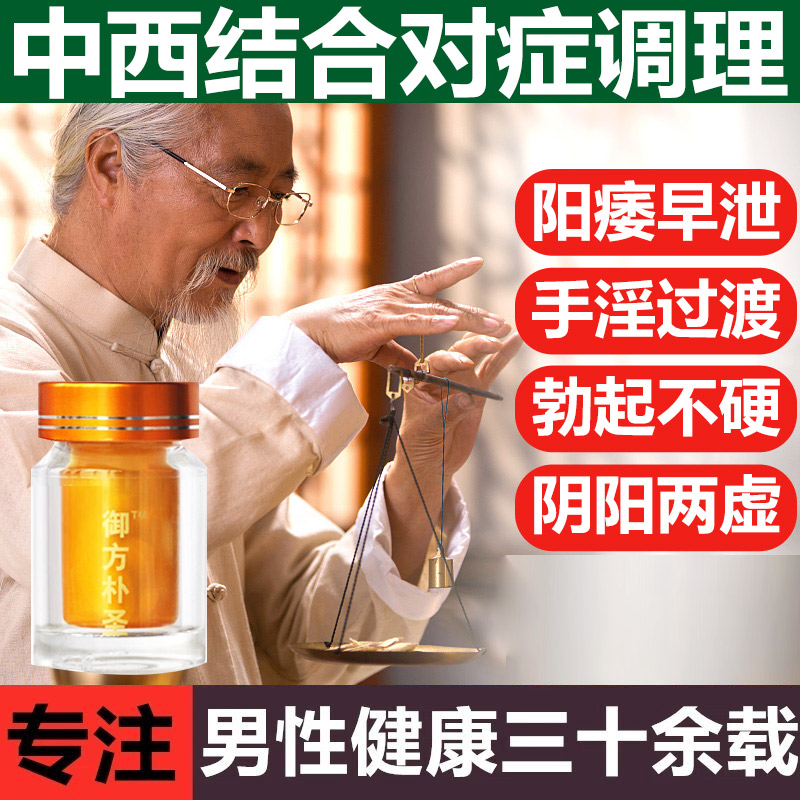 中西结合对症调理
阳痿早泄
手淫过渡
勃起不硬
阴阳两虚
御方朴圣™
专注
男性健康三十余载